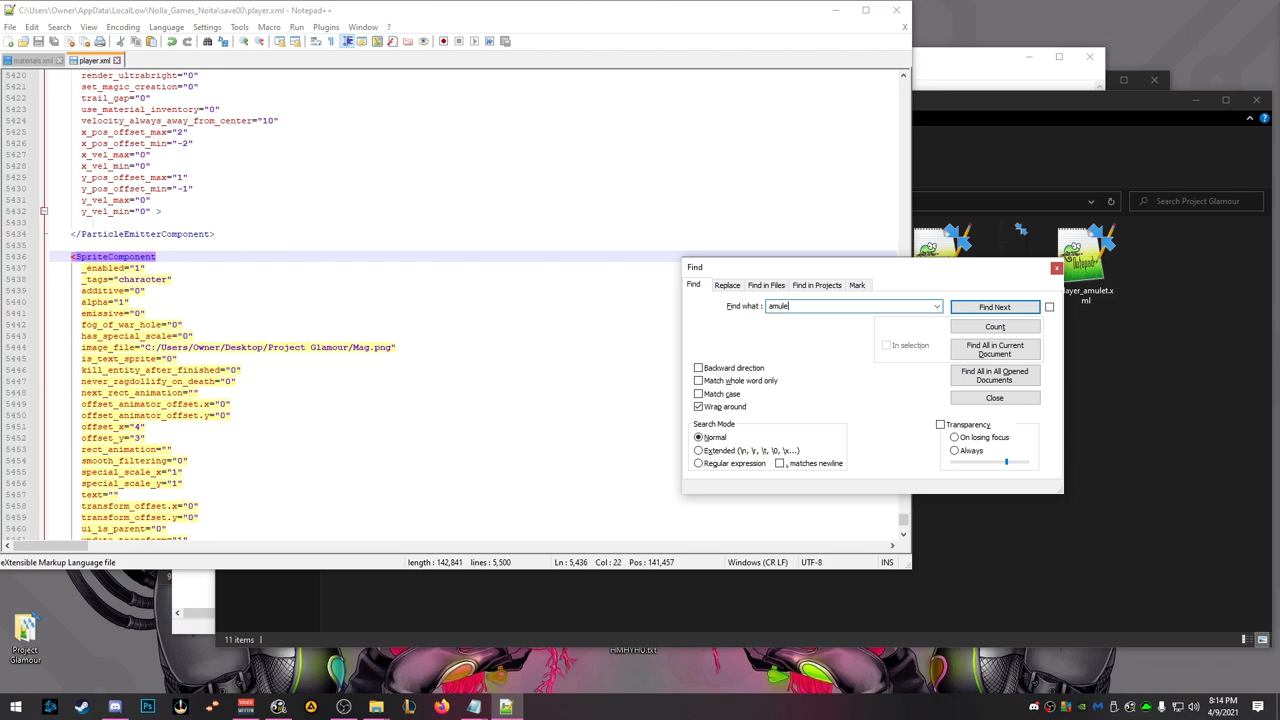 C:\Users\Owner\AppData\LocalLow\Nolla_Games_Noita\save00\player.xml - Notepad++
File Edit Search View Encoding Language Settings Tools Macro Run Plugins Window ?
X
materials.xml player.xml
5420 render_ultrabright="0"
5421 set_magic_creation="0"
5422 trail_gap="0"
5423 use_material_inventory="0"
5424 velocity_always_away_from_center="10"
5425 x_pos_offset_max="2"
5426 x_pos_offset_min="-2"
5427 x_vel_max="0"
5428 x_vel_min="0"
5429 y_pos_offset_max="1"
5430 y_pos_offset_min="-1"
5431 y_vel_max="0"
5432 y_vel_min="0" >
5433
5434 </ParticleEmitterComponent>
5435
5436 <SpriteComponent
5437 _enabled="1"
5438 _tags="character"
5439 additive="0"
5440 alpha="1"
5441 emissive="0"
5442 fog_of_war_hole="0"
5443 has_special_scale="0"
5444 image_file="C:/Users/Owner/Desktop/Project Glamour/Mag.png"
5445 is_text_sprite="0"
5446 kill_entity_after_finished="0"
5447 never_ragdollify_on_death="0"
5448 next_rect_animation=""
5449 offset_animator_offset.x="0"
5450 offset_animator_offset.y="0"
5451 offset_x="4"
5452 offset_y="3"
5453 rect_animation=""
5454 smooth_filtering="0"
5455 special_scale_x="1"
5456 special_scale_y="1"
5457 text=""
5458 transform_offset.x="0"
5459 transform_offset.y="0"
5460 ui_is_parent="0"
5461 update_transform="1"
eXtensible Markup Language file length : 142,841 lines : 5,500 Ln : 5,436 Col : 22 Pos : 141,457 Windows (CR LF) UTF-8 INS
Find
Find Replace Find in Files Find in Projects Mark
Find what : amule
Find Next
Count
In selection
Find All in Current
Document
Find All in All Opened
Documents
Close
Backward direction
Match whole word only
Match case
Wrap around
Search Mode
Normal
Extended (\n, \r, \t, \0, \x...)
Regular expression . matches newline
Transparency
On losing focus
Always
Search Project Glamour
layer_amulet.x
ml
9
11 items
Project
Glamour
HMHYHU.txt
8:14 PM
4/9/2021